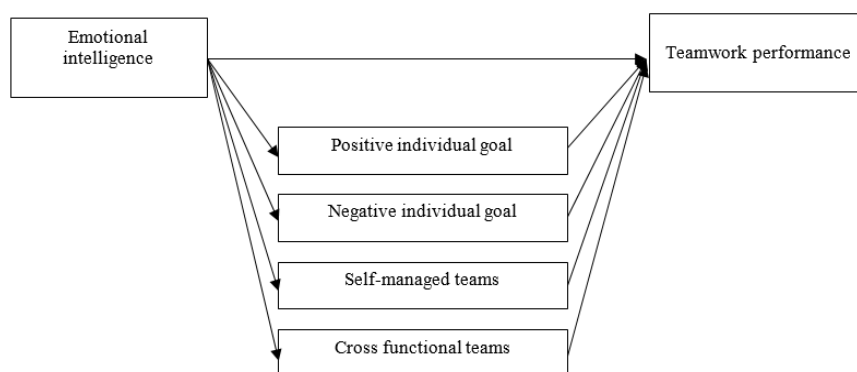 Emotional
intelligence
Teamwork performance
Positive individual goal
Negative individual goal
Self-managed teams
Cross functional teams